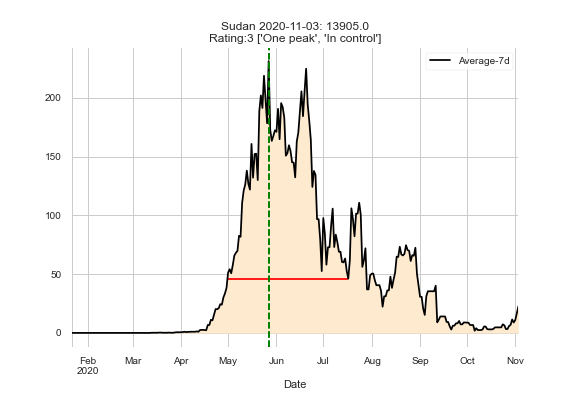 Sudan 2020-11-03: 13905.0
Rating:3 ['One peak', 'In control']
Average-7d
200
150
100
50
0
Feb Mar Apr May Jun Jul Aug Sep Oct Nov
2020
Date